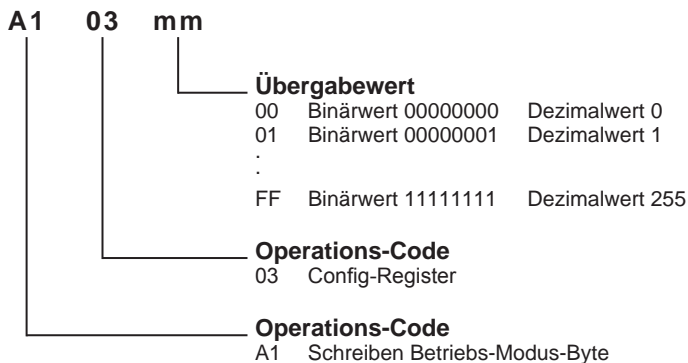 A1 03 mm
Übergabewert
00 Binärwert 00000000 Dezimalwert 0
01 Binärwert 00000001 Dezimalwert 1
.
.
FF Binärwert 11111111 Dezimalwert 255
Operations-Code
03 Config-Register
Operations-Code
A1 Schreiben Betriebs-Modus-Byte